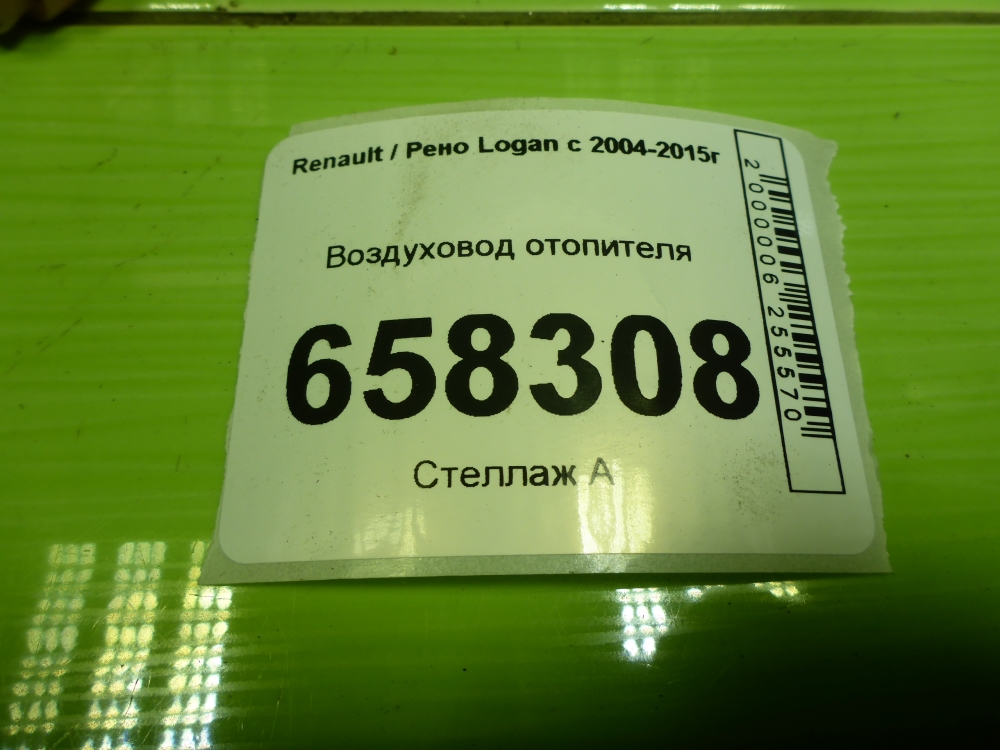 Renault / Рено Logan с 2004-2015г
Воздуховод отопителя
658308
Стеллаж А
2000006255570